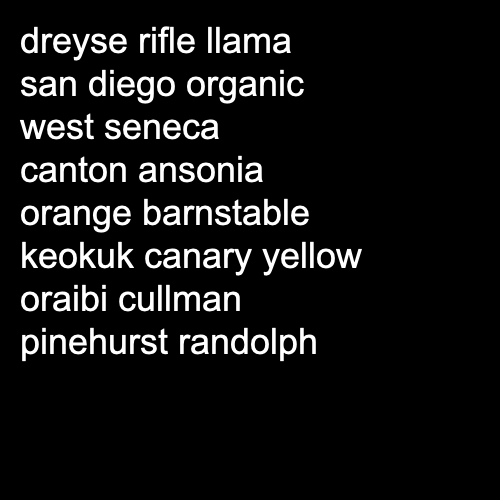 dreyse rifle llama
san diego organic
west seneca
canton ansonia
orange barnstable
keokuk canary yellow
oraibi cullman
pinehurst randolph